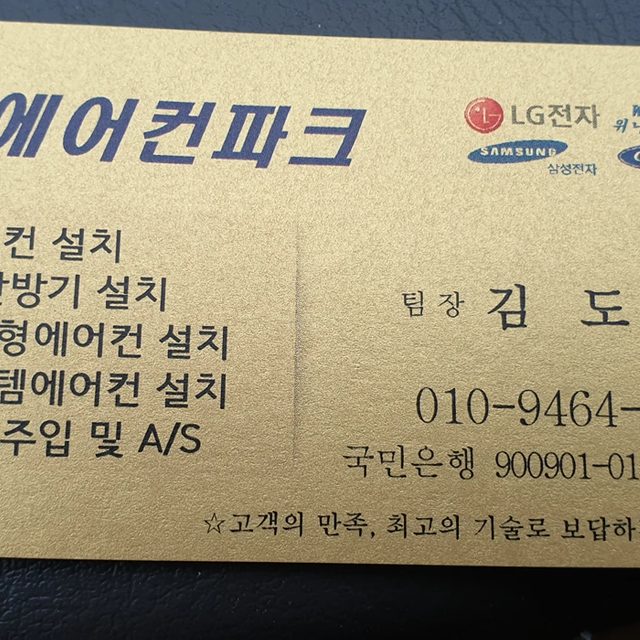 에어컨파크
LG전자
SAMSUNG
삼성전자
컨 설치
방기 설치
형에어컨 설치
템에어컨 설치
주입 및 A/S
팀장 김 도
010-9464-
국민은행 900901-01
☆고객의 만족, 최고의 기술로 보답하